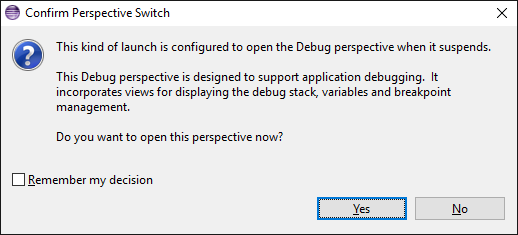 Confirm Perspective Switch
This kind of launch is configured to open the Debug perspective when it suspends.
This Debug perspective is designed to support application debugging.  It
incorporates views for displaying the debug stack, variables and breakpoint
management.
Do you want to open this perspective now?
Remember my decision
Yes No